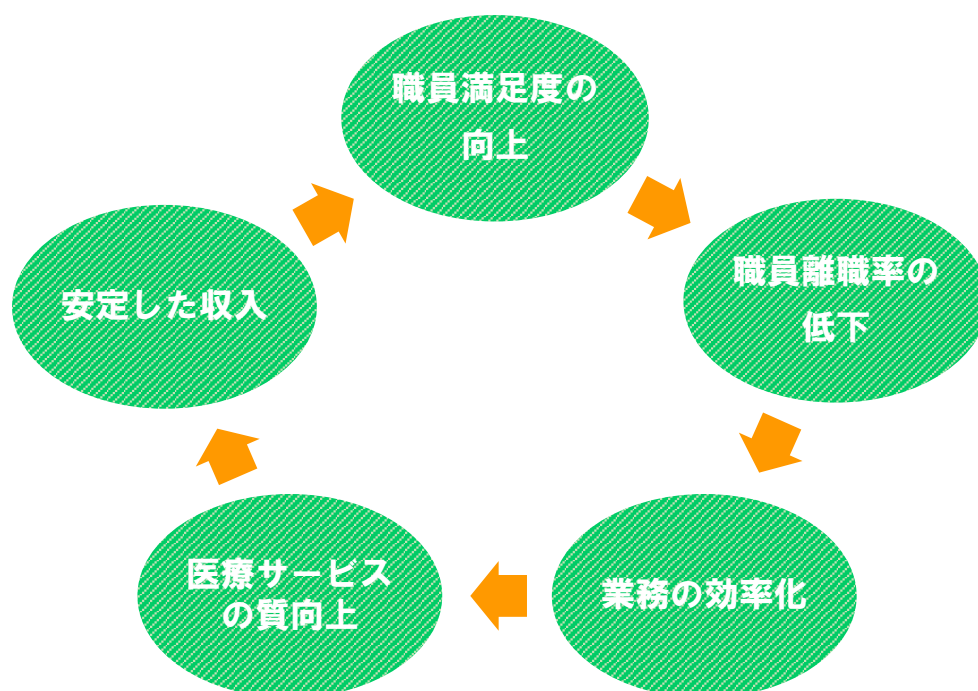 職員満足度の
向上
職員離職率の
低下
業務の効率化
医療サービス
の質向上
安定した収入